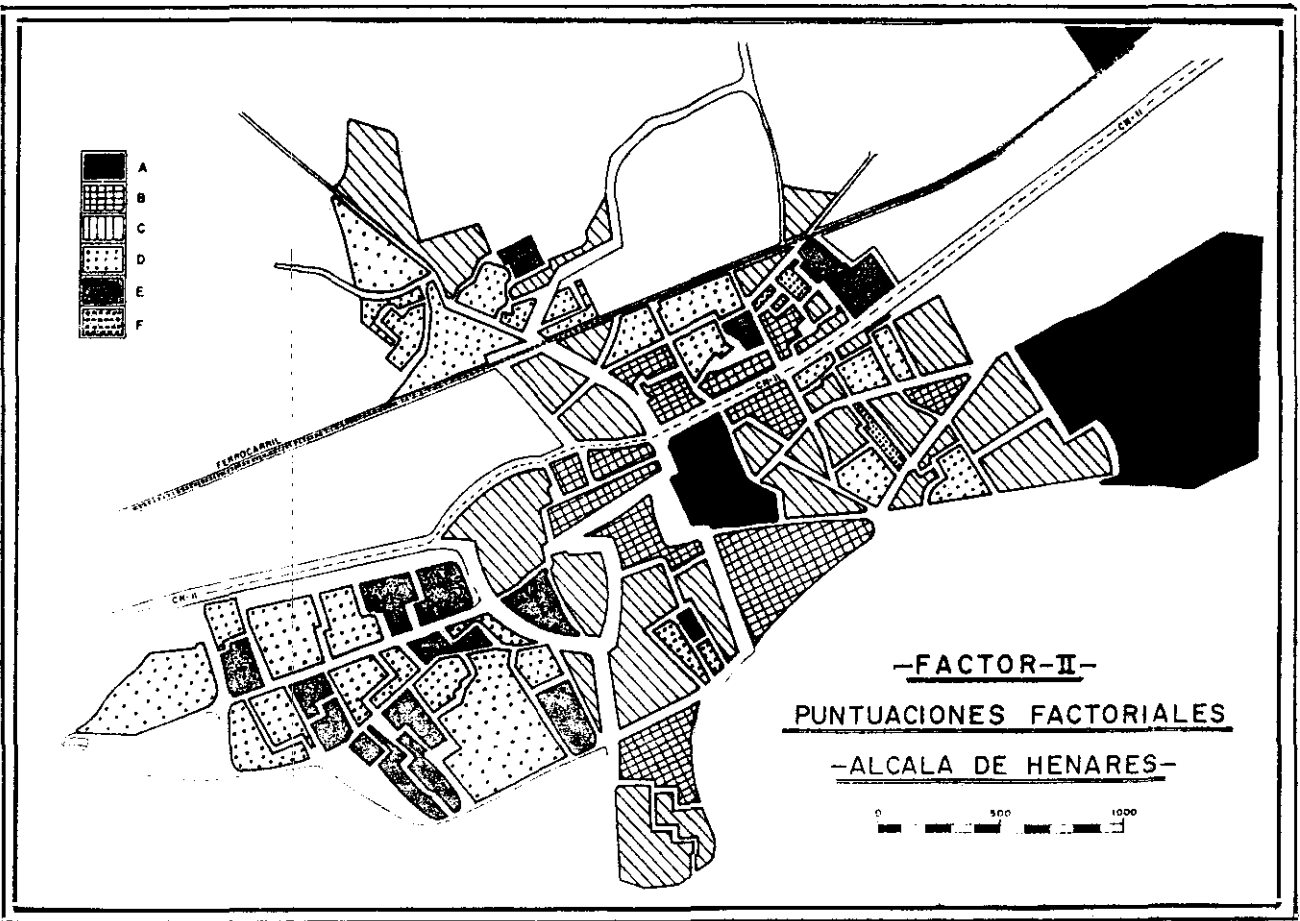 A
B
C
D
E
F
CN-II
CN-II
FERROCARRIL
CN-II
-FACTOR-II-
PUNTUACIONES FACTORIALES
-ALCALA DE HENARES-
0 500 1000